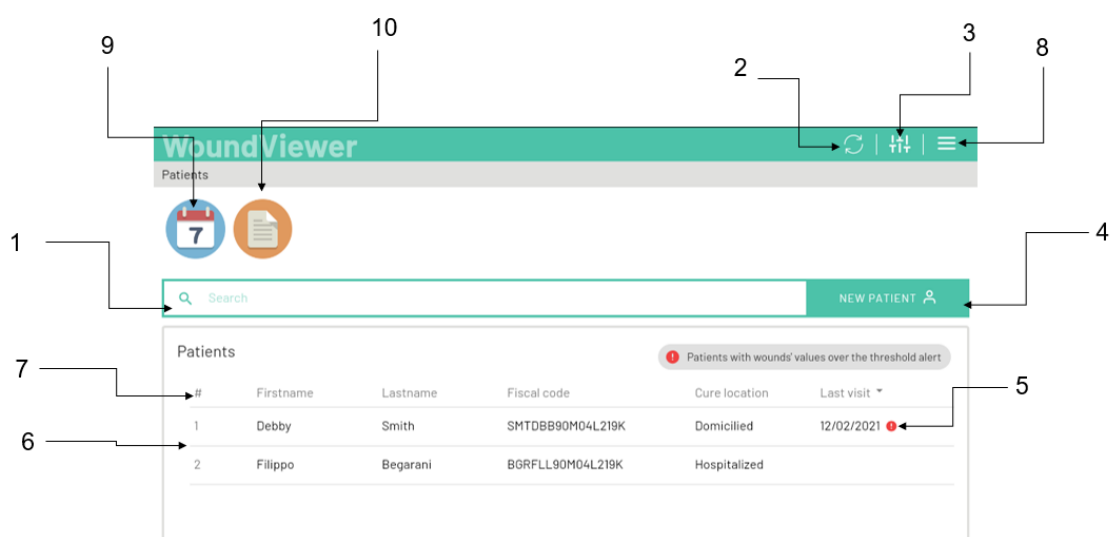 10
3
9
8
2
WoundViewer
Patients
7
1
4
Search
NEW PATIENT
Patients
Patients with wounds' values over the threshold alert
7
5
# Firstname Lastname Fiscal code Cure location Last visit
1 Debby Smith SMTDBB90M04L219K Domicilied 12/02/2021
6
2 Filippo Begarani BGRFLL90M04L219K Hospitalized